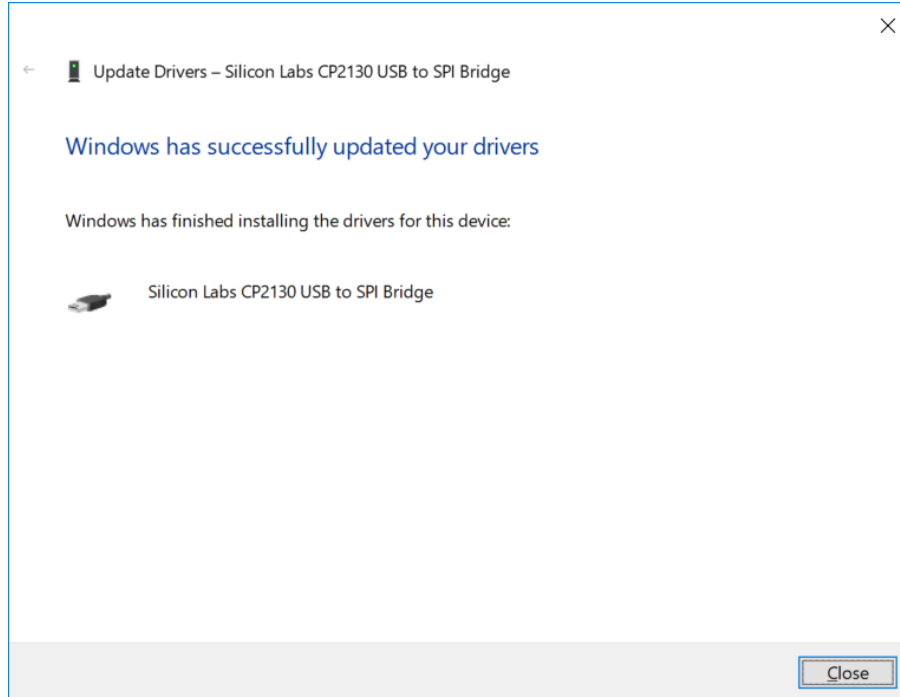 Update Drivers – Silicon Labs CP2130 USB to SPI Bridge
Windows has successfully updated your drivers
Windows has finished installing the drivers for this device:
Silicon Labs CP2130 USB to SPI Bridge
Close